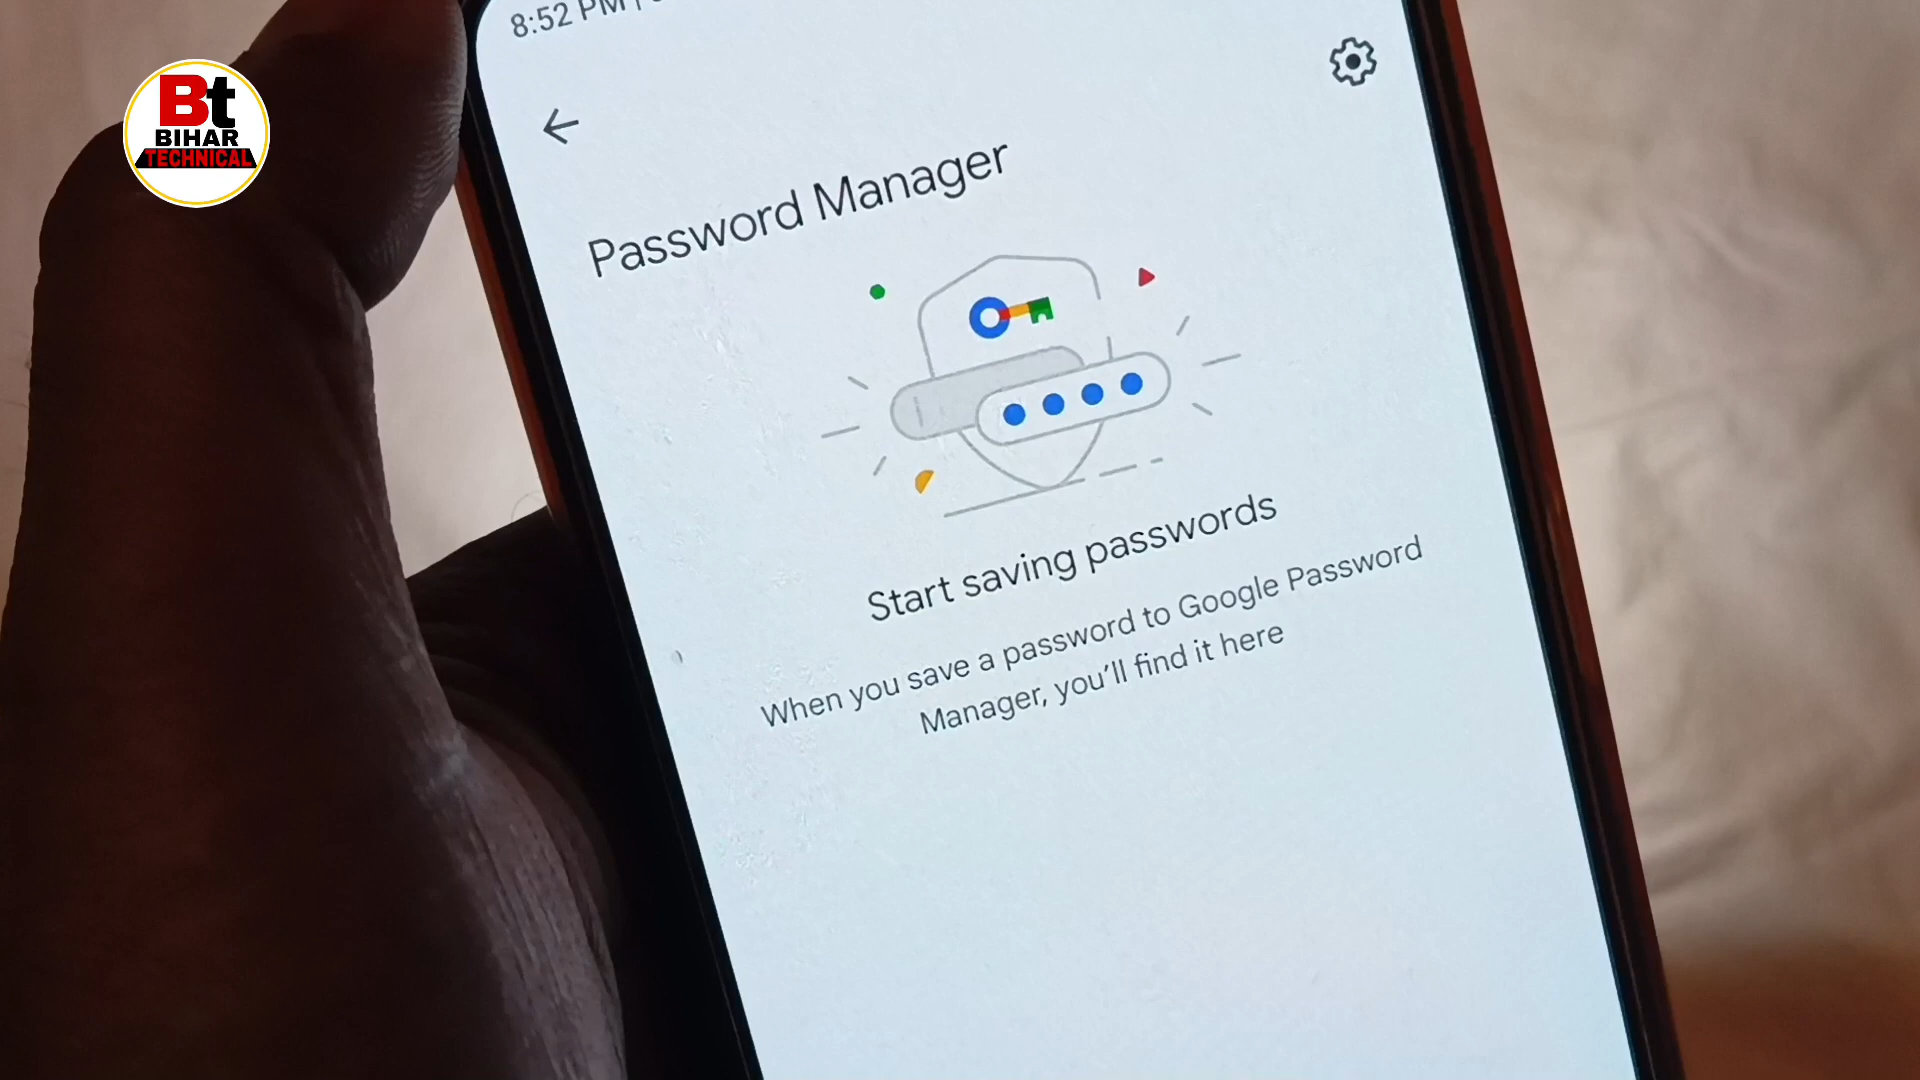 8:52 PM
Bt
BIHAR
TECHNICAL
Password Manager
Start saving passwords
When you save a password to Google Password
Manager, you'll find it here